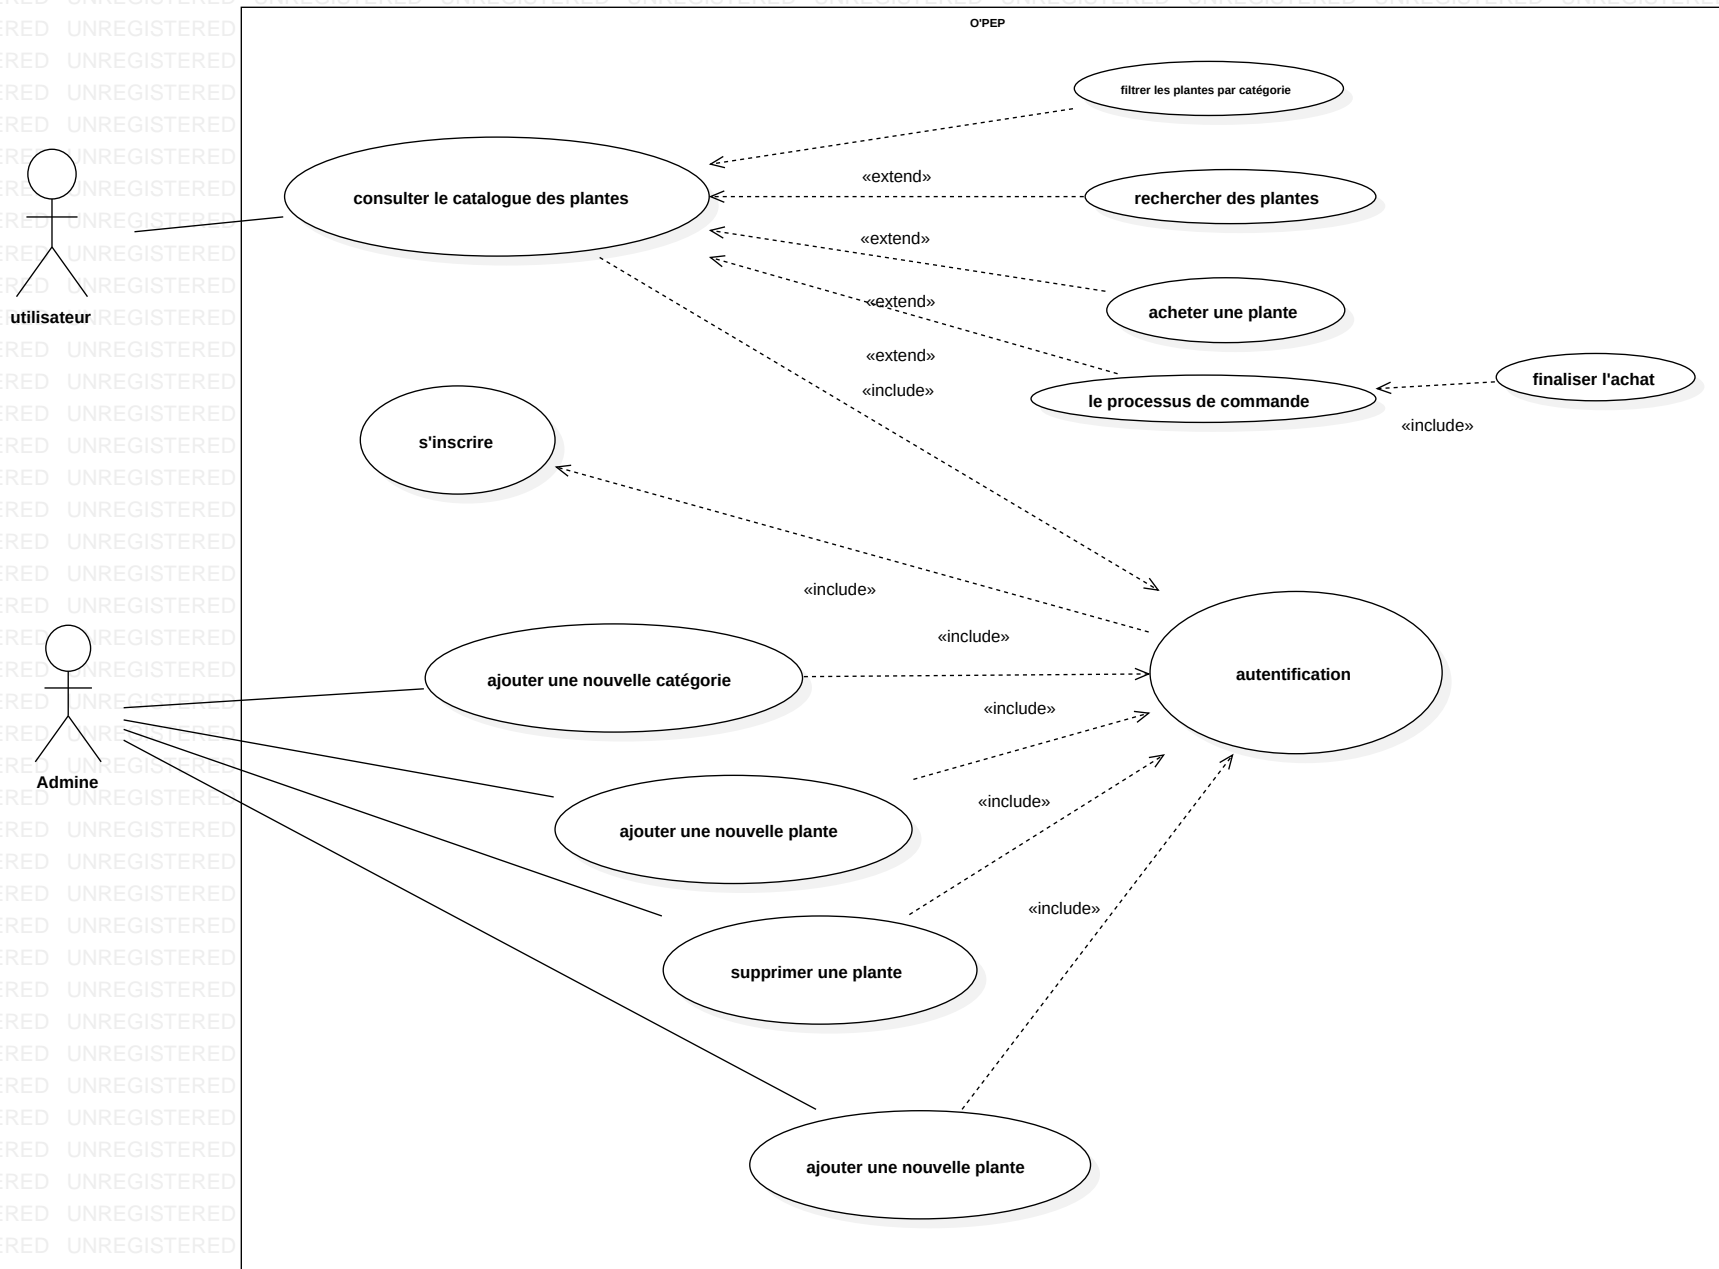 O'PEP
filtrer les plantes par catégorie
consulter le catalogue des plantes
«extend»
rechercher des plantes
«extend»
utilisateur
«extend»
acheter une plante
«extend»
«include»
le processus de commande
finaliser l'achat
«include»
s'inscrire
«include»
«include»
ajouter une nouvelle catégorie
autentification
«include»
Admine
«include»
ajouter une nouvelle plante
«include»
supprimer une plante
ajouter une nouvelle plante
UNREGISTERED